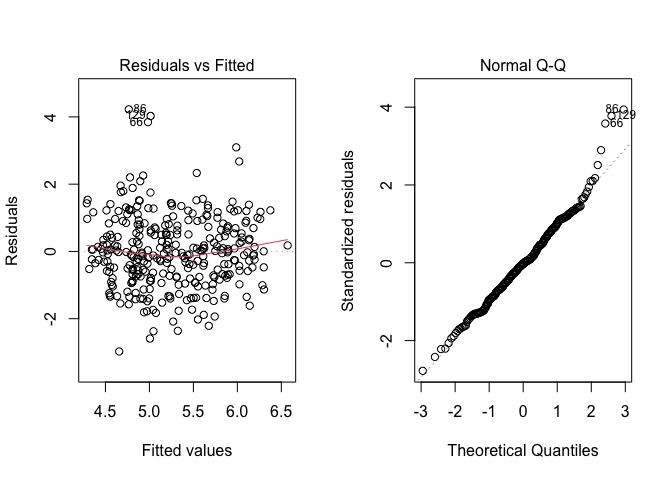 Residuals vs Fitted
Residuals
4
2
0
-2
86
129
66
4.5 5.0 5.5 6.0 6.5
Fitted values
Normal Q-Q
Standardized residuals
4
2
0
-2
86
129
66
-3 -2 -1 0 1 2 3
Theoretical Quantiles